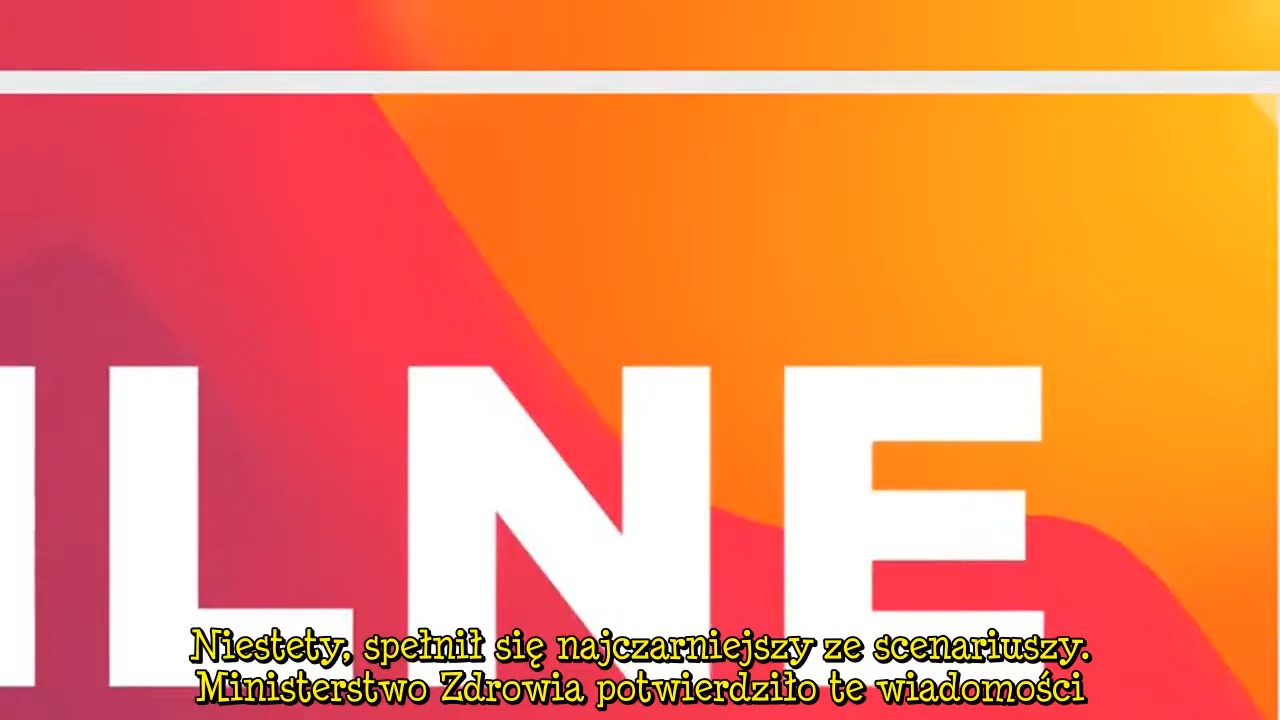 ILNE
Niestety, spełnił się najczarniejszy ze scenariuszy.
Ministerstwo Zdrowia potwierdziło te wiadomości